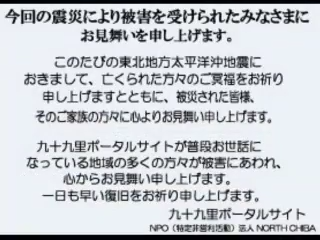 今回の震災により被害を受けられたみなさまに
お見舞いを申し上げます。
このたびの東北地方太平洋沖地震に
おきまして、亡くられた方々のご冥福をお祈り
申し上げますとともに、被災された皆様、
そのご家族の方々に心よりお見舞い申し上げます。
九十九里ポータルサイトが普段お世話に
なっている地域の多くの方々が被害にあわれ、
心からお見舞い申し上げます。
一日も早い復旧をお祈り申し上げます。
九十九里ポータルサイト
NPO（特定非営利活動）法人 NORTH CHIBA